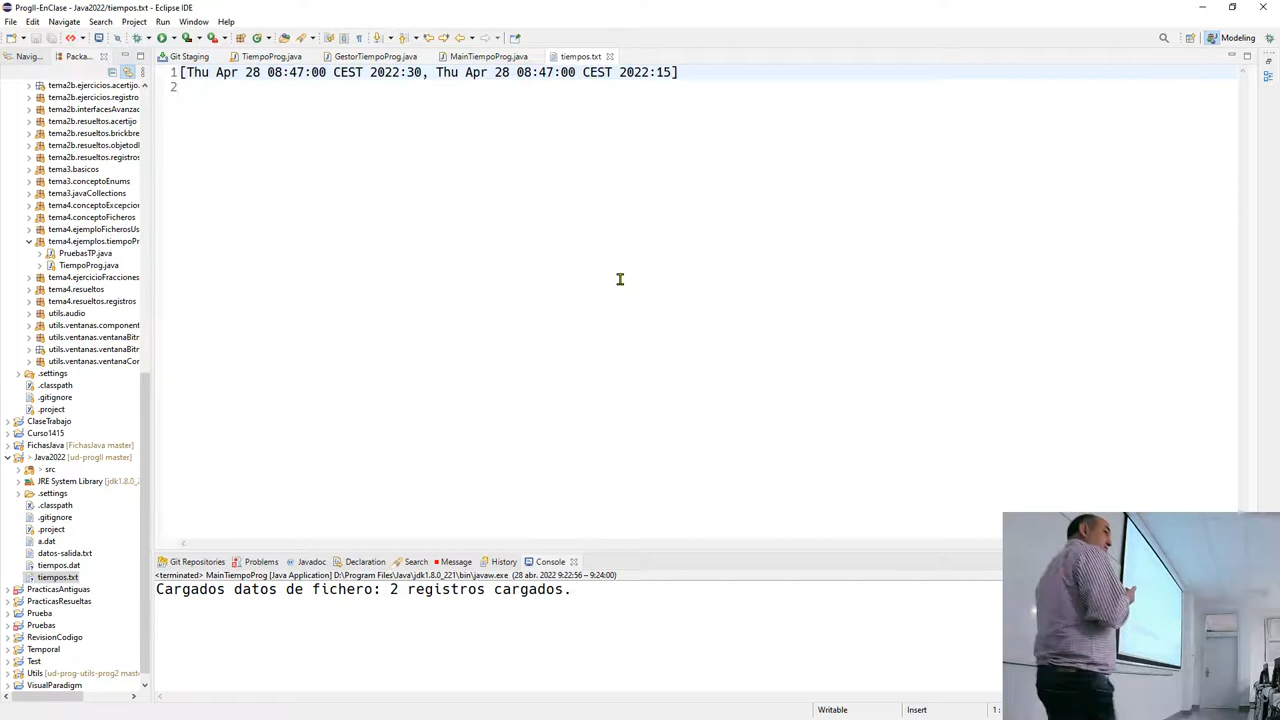 ProgII-EnClase - Java2022/tiempos.txt - Eclipse IDE
File Edit Navigate Search Project Run Window Help
Modeling
Navig...
Packa...
Git Staging
TiempoProg.java
GestorTiempoProg.java
MainTiempoProg.java
tiempos.txt
1 [Thu Apr 28 08:47:00 CEST 2022:30, Thu Apr 28 08:47:00 CEST 2022:15]
2
tema2b.ejercicios.acertijo.
tema2b.ejercicios.registro
tema2b.interfacesAvanzad
tema2b.resueltos.acertijo
tema2b.resueltos.brickbre
tema2b.resueltos.objetodl
tema2b.resueltos.registros
tema3.basicos
tema3.conceptoEnums
tema3.javaCollections
tema4.conceptoExcepcion
tema4.conceptoFicheros
tema4.ejemploFicherosUs
tema4.ejemplos.tiempoPr
PruebasTP.java
TiempoProg.java
tema4.ejercicioFracciones
tema4.resueltos
tema4.resueltos.registros
utils.audio
utils.ventanas.component
utils.ventanas.ventanaBitn
utils.ventanas.ventanaBitn
utils.ventanas.ventanaCor
.settings
.classpath
.gitignore
.project
ClaseTrabajo
Curso1415
FichasJava [FichasJava master]
> Java2022 [ud-progII master]
> src
JRE System Library [jdk1.8.0_2
.settings
.classpath
.gitignore
.project
a.dat
datos-salida.txt
tiempos.dat
tiempos.txt
PracticasAntiguas
PracticasResueltas
Prueba
Pruebas
RevisionCodigo
Temporal
Test
Utils [ud-prog-utils-prog2 mast
VisualParadigm
Git Repositories
Problems
Javadoc
Declaration
Search
Message
History
Console
<terminated> MainTiempoProg [Java Application] D:\Program Files\Java\jdk1.8.0_221\bin\javaw.exe (28 abr. 2022 9:22:56 – 9:24:00)
Cargados datos de fichero: 2 registros cargados.
Writable
Insert
1 :